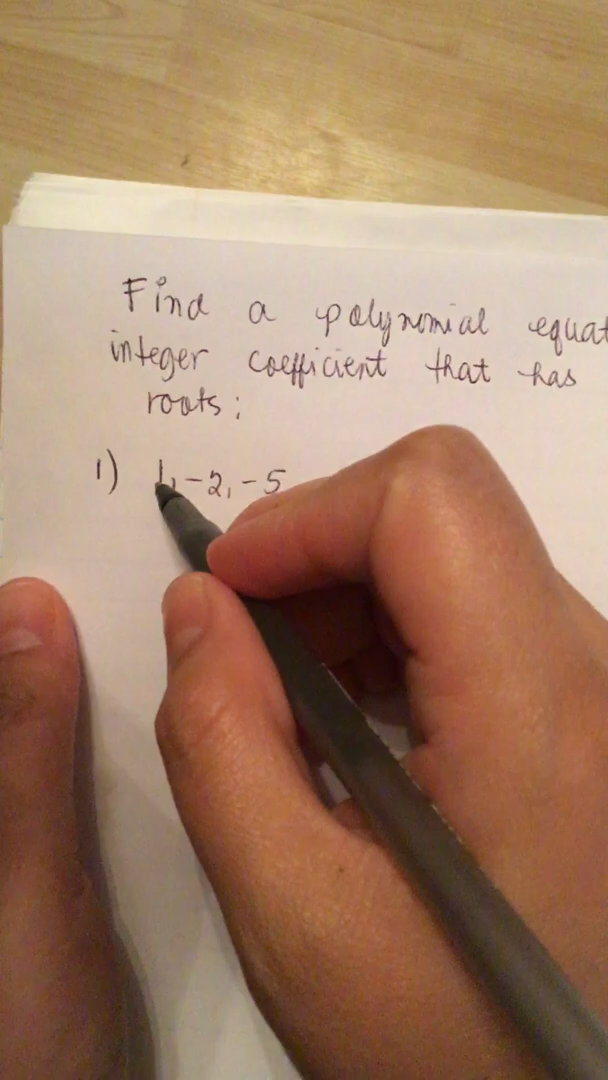 Find a polynomial equat
integer coefficient that has
roots:
1) 1, -2, -5